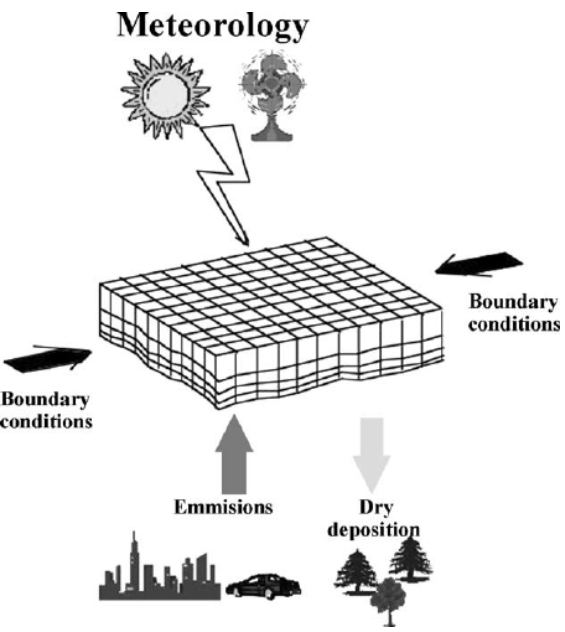 Meteorology
Boundary
conditions
Boundary
conditions
Emmisions
Dry
deposition